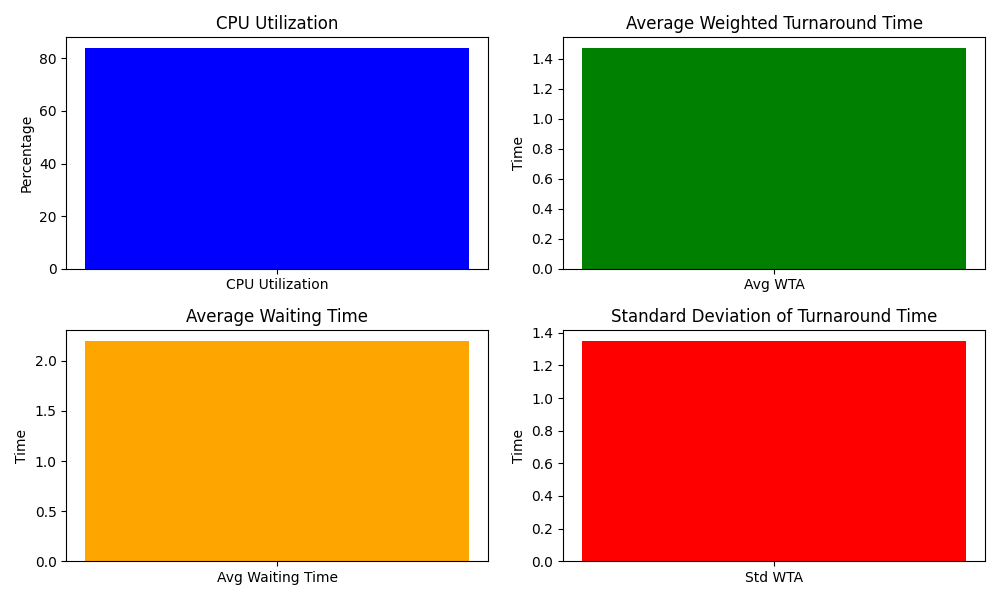 CPU Utilization
Percentage
80
60
40
20
0
CPU Utilization
Average Weighted Turnaround Time
Time
1.4
1.2
1.0
0.8
0.6
0.4
0.2
0.0
Avg WTA
Average Waiting Time
Time
2.0
1.5
1.0
0.5
0.0
Avg Waiting Time
Standard Deviation of Turnaround Time
Time
1.4
1.2
1.0
0.8
0.6
0.4
0.2
0.0
Std WTA